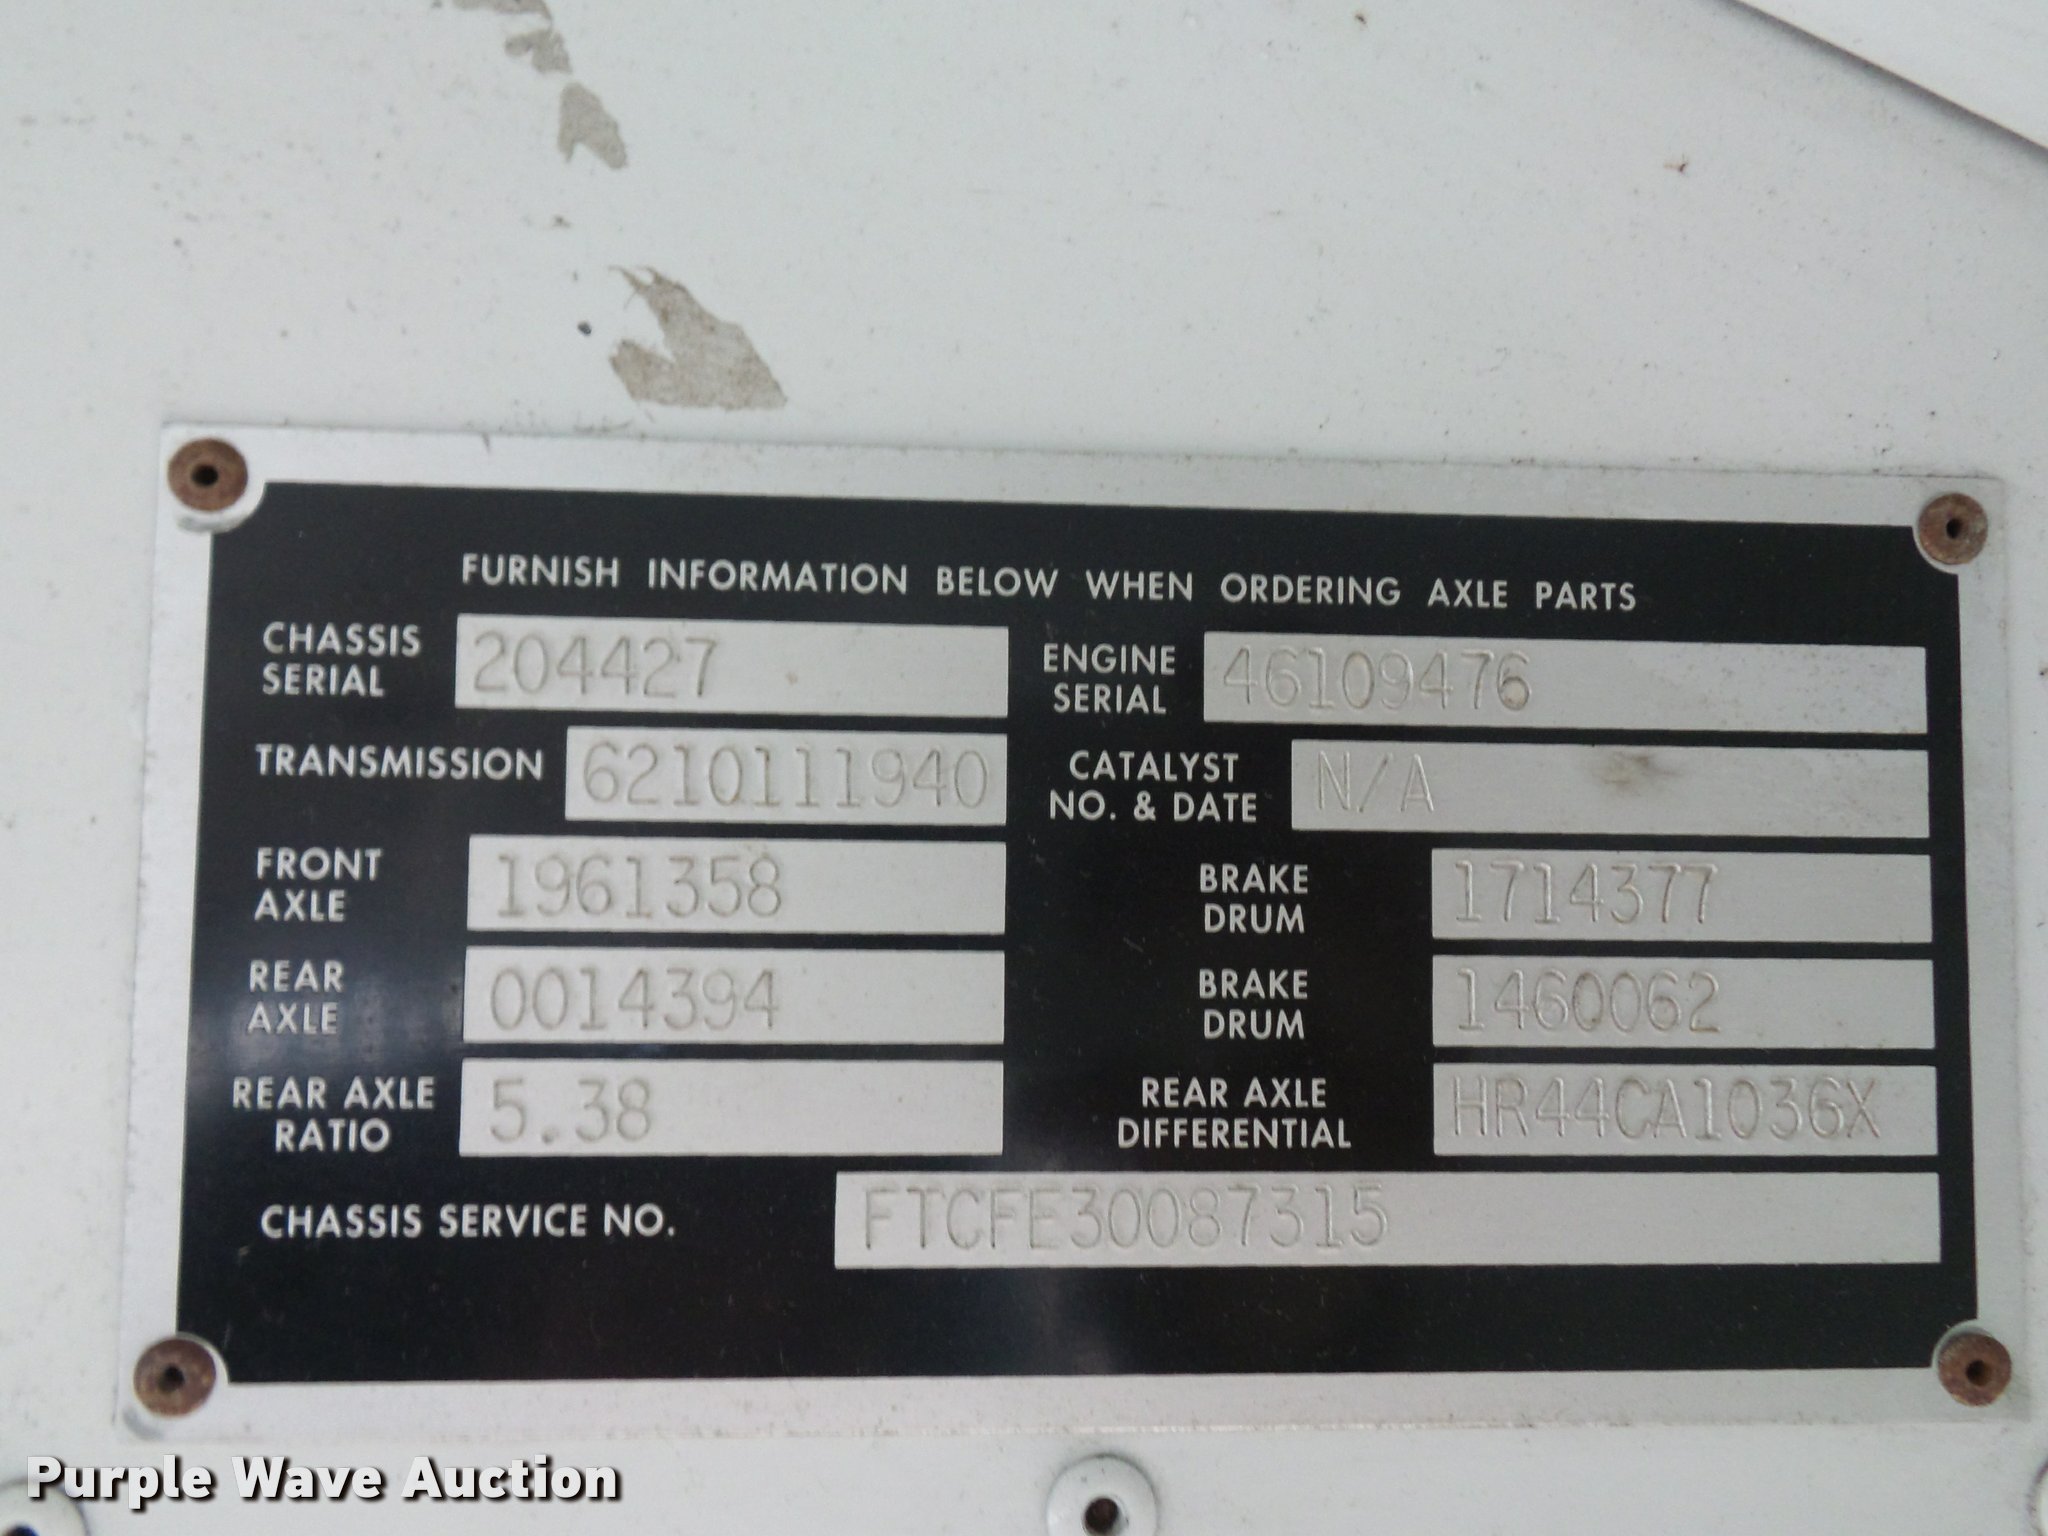 FURNISH INFORMATION BELOW WHEN ORDERING AXLE PARTS
CHASSIS SERIAL 204427
ENGINE SERIAL 46109476
TRANSMISSION 6210111940
CATALYST NO. & DATE N/A
FRONT AXLE 1961358
BRAKE DRUM 1714377
REAR AXLE 0014394
BRAKE DRUM 1460062
REAR AXLE RATIO 5.38
REAR AXLE DIFFERENTIAL HR44CA1036X
CHASSIS SERVICE NO. FTCFE30087315
Purple Wave Auction